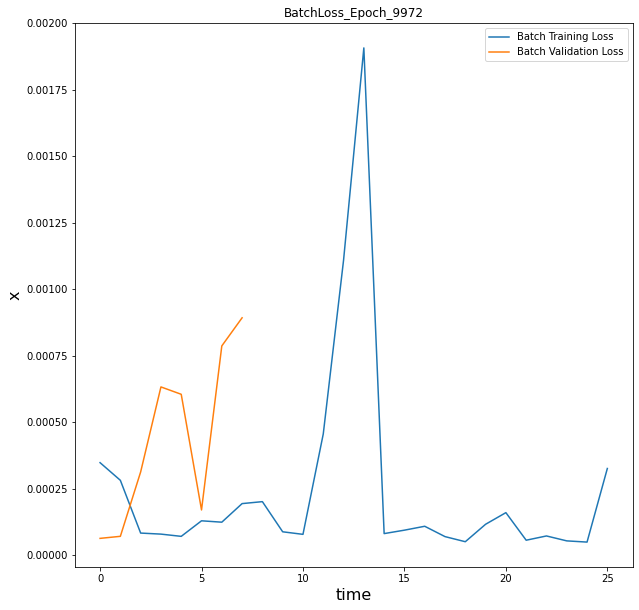 BatchLoss_Epoch_9972
Batch Training Loss
Batch Validation Loss
0.00200
0.00175
0.00150
0.00125
0.00100
0.00075
0.00050
0.00025
0.00000
x
0 5 10 15 20 25
time